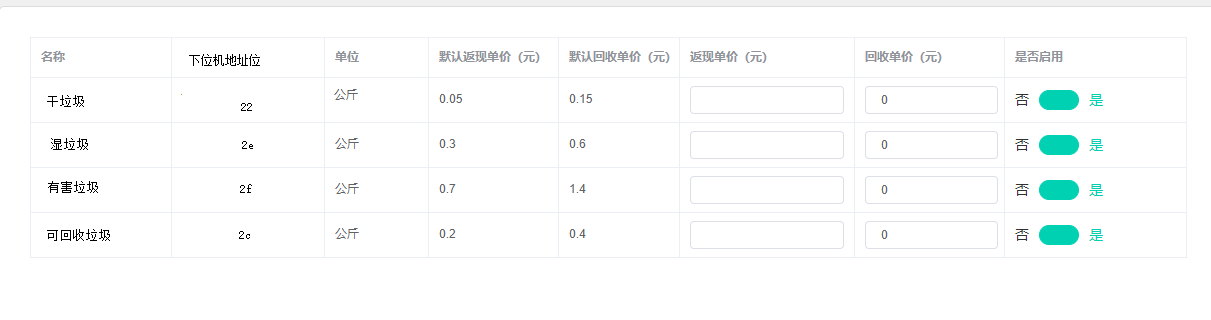 名称 下位机地址位 单位 默认返现单价（元） 默认回收单价（元） 返现单价（元） 回收单价（元） 是否启用
干垃圾 22 公斤 0.05 0.15 0 否 是
湿垃圾 2e 公斤 0.3 0.6 0 否 是
有害垃圾 2f 公斤 0.7 1.4 0 否 是
可回收垃圾 2c 公斤 0.2 0.4 0 否 是